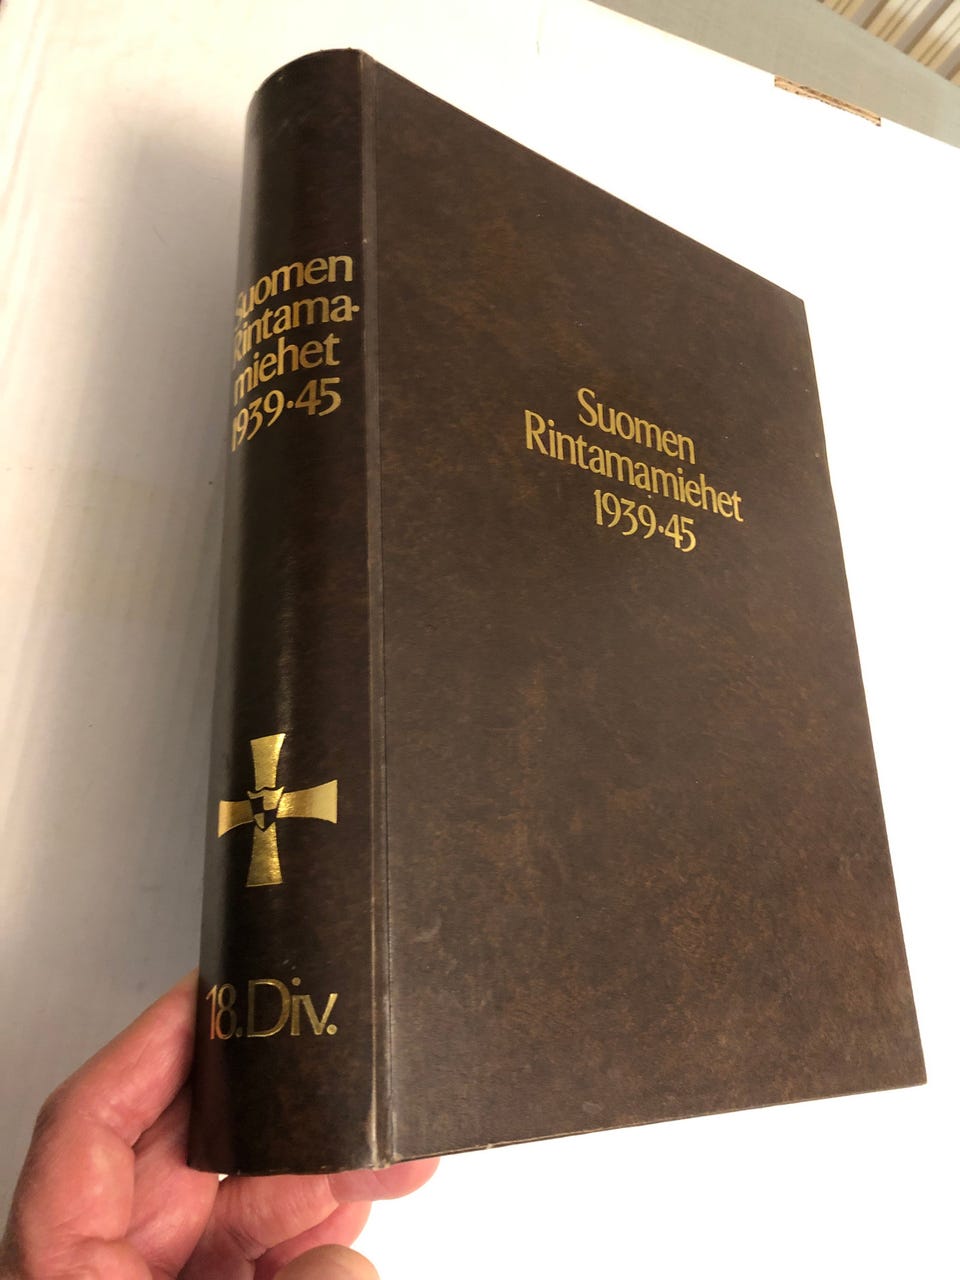 Suomen
Rintama-
miehet
1939·45
18.Div.
Suomen
Rintamamiehet
1939·45